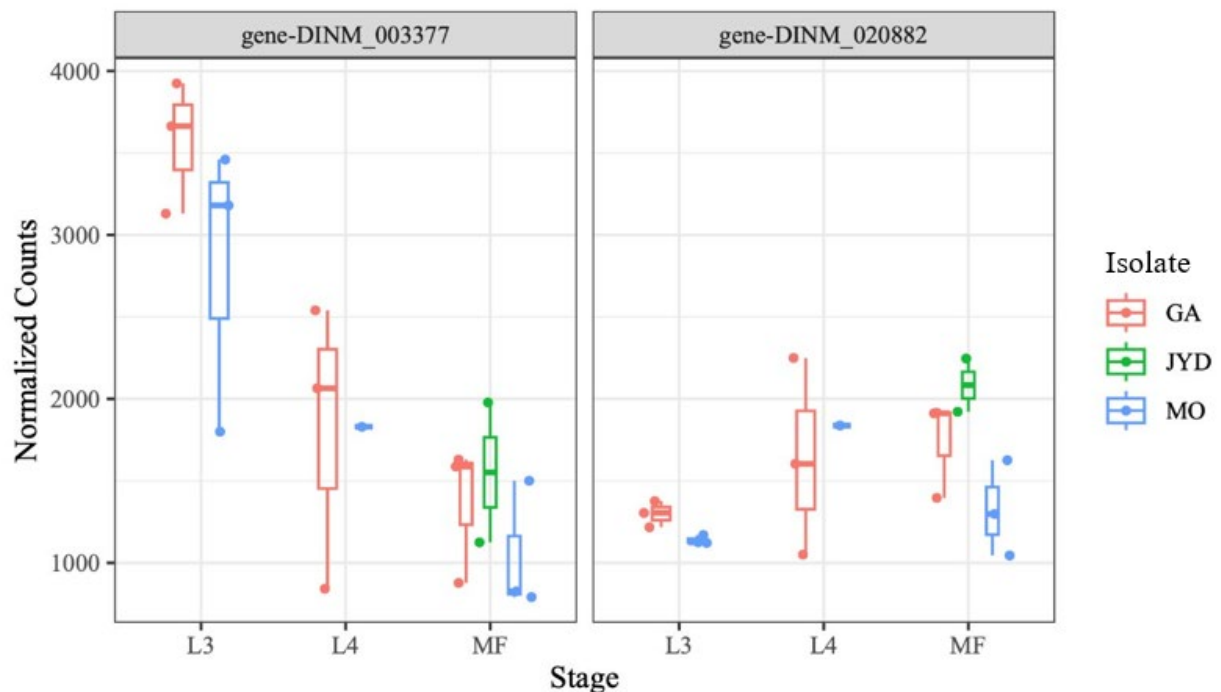 gene-DINM_003377 gene-DINM_020882
4000
3000
2000
1000
Normalized Counts
L3 L4 MF L3 L4 MF
Stage
Isolate
GA
JYD
MO